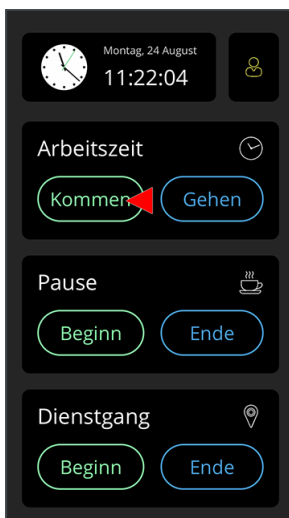 Montag, 24 August
11:22:04
Arbeitszeit
Kommen Gehen
Pause
Beginn Ende
Dienstgang
Beginn Ende